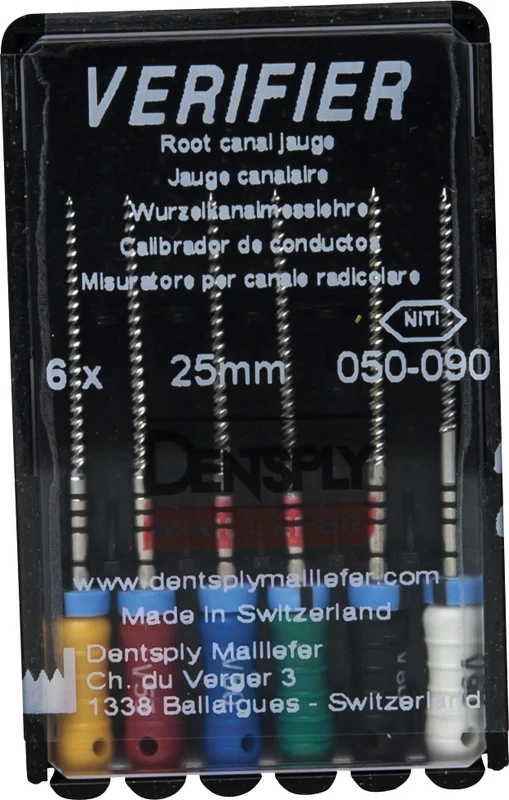 VERIFIER
Root canal jauge
Jauge canalaire
Wurzelkanalmesslehre
Calibrador de conductos
Misuratore per canale radicolare
NiTi
6 x 25mm 050-090
DENTSPLY
MAILLEFER
www.dentsplymaillefer.com
Made in Switzerland
Dentsply Maillefer
Ch. du Verger 3
1338 Ballaigues - Switzerland